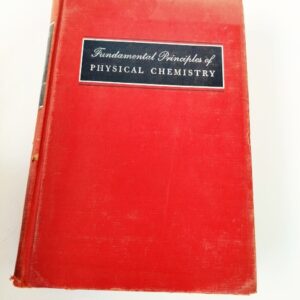 Fundamental Principles of
PHYSICAL CHEMISTRY